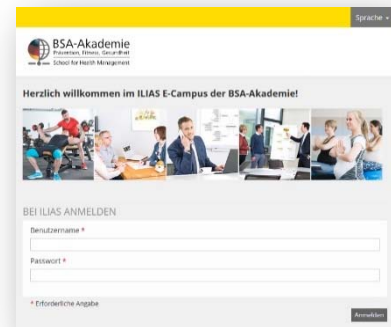 Sprache
BSA-Akademie
Prävention, Fitness, Gesundheit
School for Health Management
Herzlich willkommen im ILIAS E-Campus der BSA-Akademie!
BEI ILIAS ANMELDEN
Benutzername *
Passwort *
* Erforderliche Angabe
Anmelden